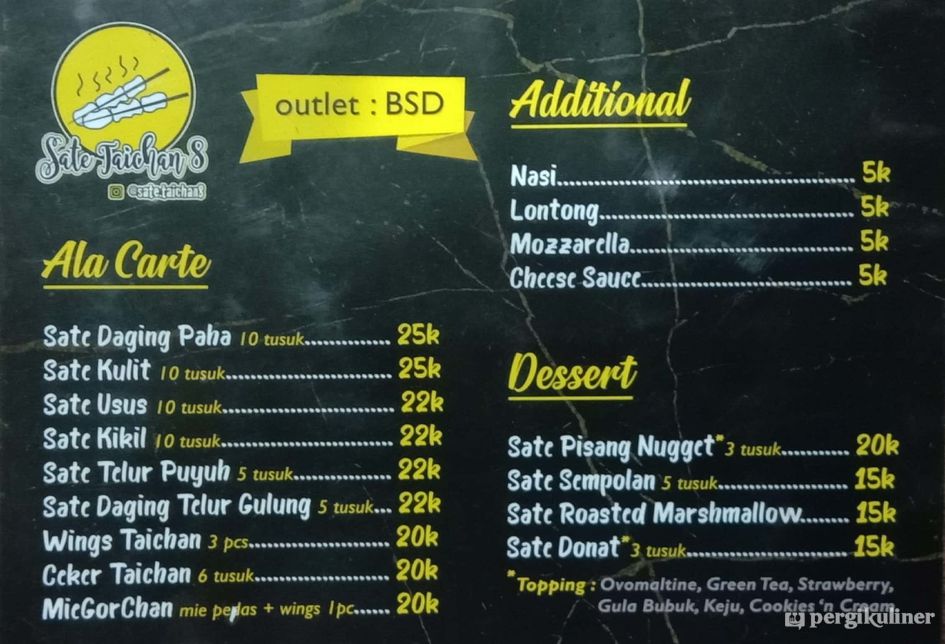 Sate Taichan 8
@sate.taichan8
outlet : BSD
Ala Carte
Sate Daging Paha 10 tusuk............... 25k
Sate Kulit 10 tusuk............................. 25k
Sate Usus 10 tusuk............................. 22k
Sate Kikil 10 tusuk.............................. 22k
Sate Telur Puyuh 5 tusuk................. 22k
Sate Daging Telur Gulung 5 tusuk... 22k
Wings Taichan 3 pcs......................... 20k
Ceker Taichan 6 tusuk....................... 20k
MieGorChan mie pedas + wings 1pc...... 20k
Additional
Nasi..................................................... 5k
Lontong.............................................. 5k
Mozzarella......................................... 5k
Cheese Sauce...................................... 5k
Dessert
Sate Pisang Nugget* 3 tusuk............ 20k
Sate Sempolan 5 tusuk..................... 15k
Sate Roasted Marshmallow........ 15k
Sate Donat* 3 tusuk........................... 15k
*Topping : Ovomaltine, Green Tea, Strawberry,
Gula Bubuk, Keju, Cookies 'n Cream
pergikuliner